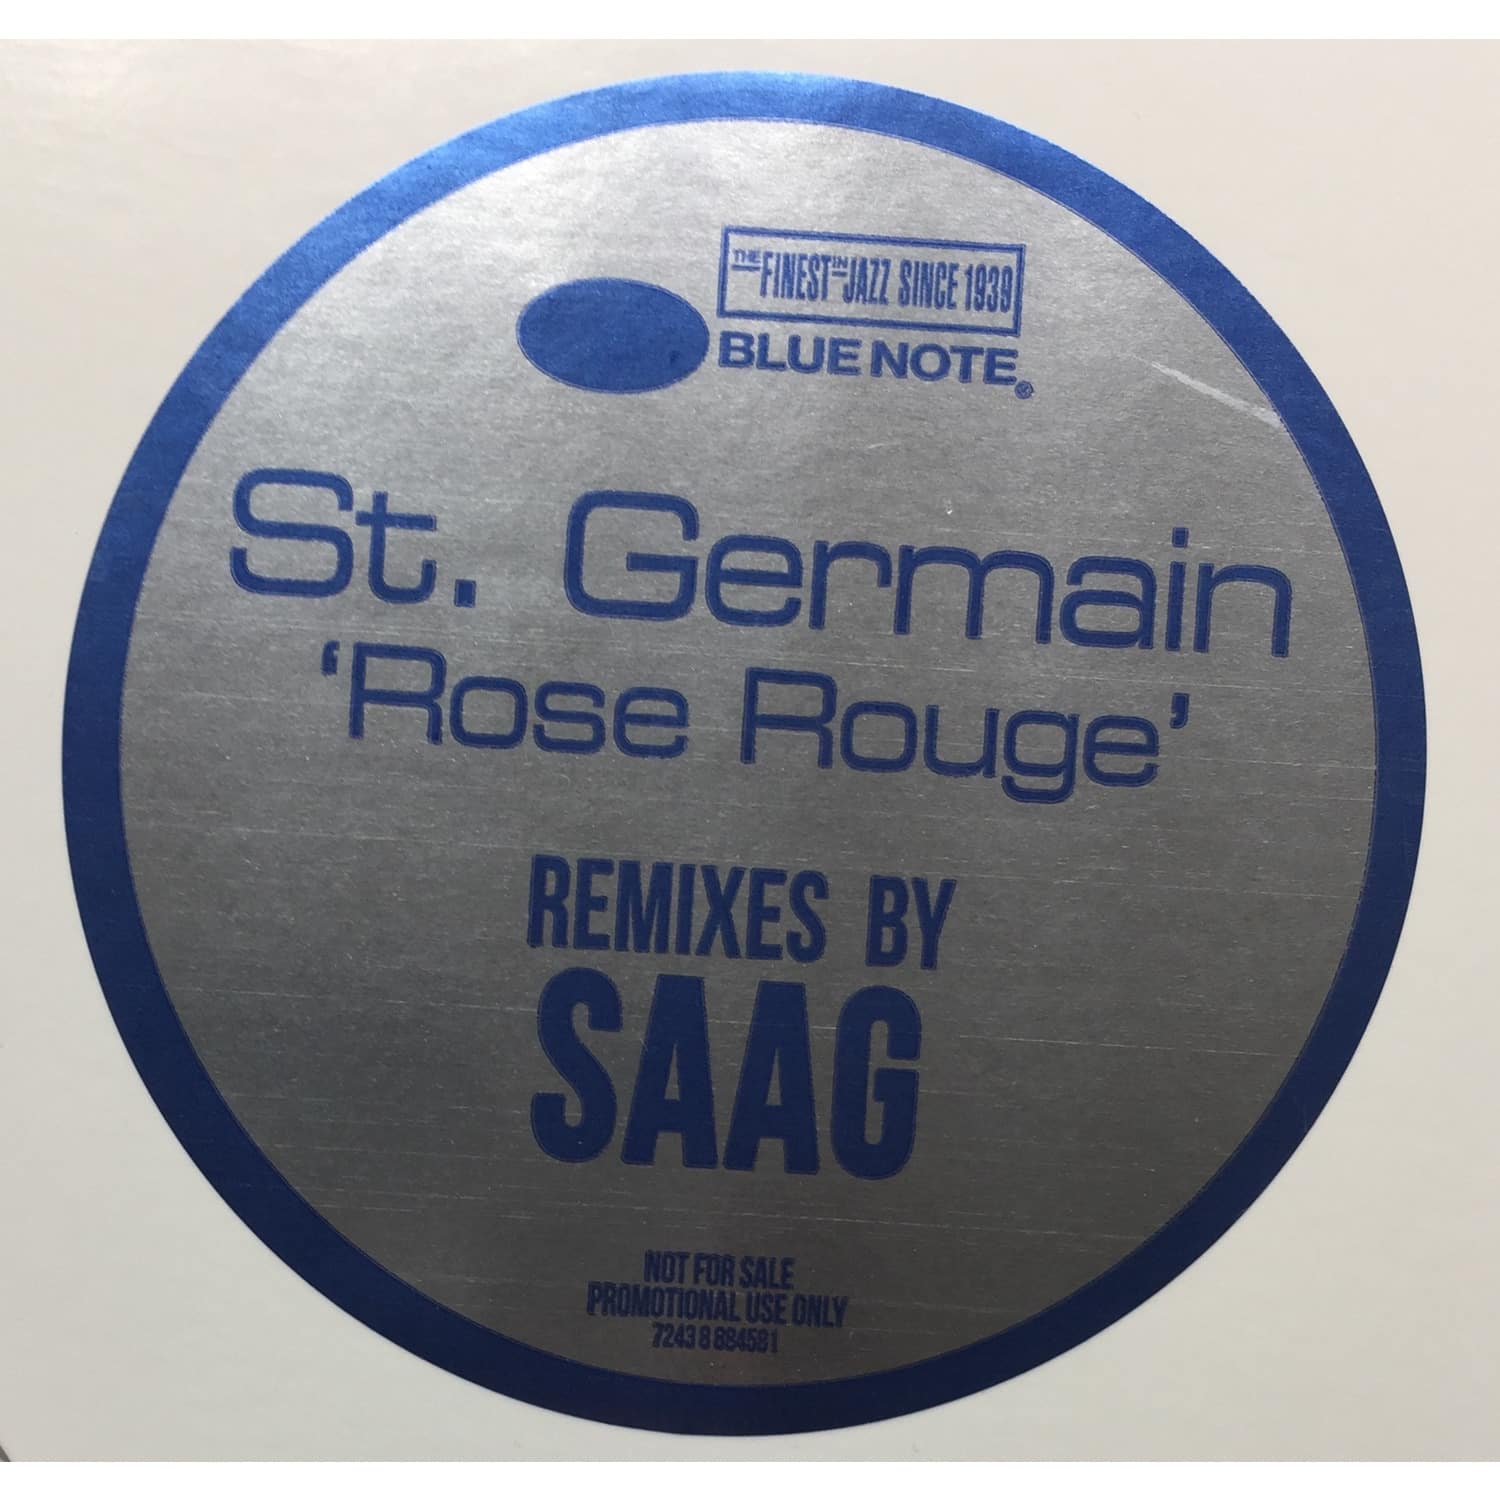 THE FINEST IN JAZZ SINCE 1939
BLUE NOTE®
St. Germain
‘Rose Rouge’
REMIXES BY
SAAG
NOT FOR SALE
PROMOTIONAL USE ONLY
7243 8 884581